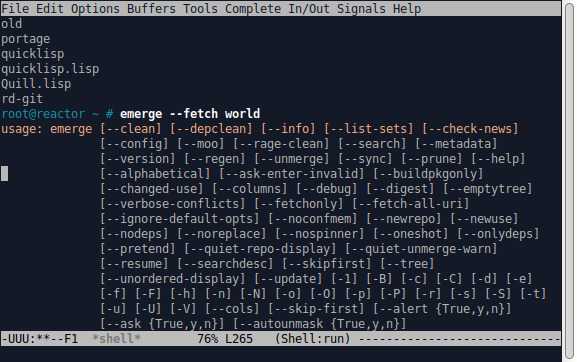 File Edit Options Buffers Tools Complete In/Out Signals Help
old
portage
quicklisp
quicklisp.lisp
Quill.lisp
rd-git
root@reactor ~ # emerge --fetch world
usage: emerge [--clean] [--depclean] [--info] [--list-sets] [--check-news]
[--config] [--moo] [--rage-clean] [--search] [--metadata]
[--version] [--regen] [--unmerge] [--sync] [--prune] [--help]
[--alphabetical] [--ask-enter-invalid] [--buildpkgonly]
[--changed-use] [--columns] [--debug] [--digest] [--emptytree]
[--verbose-conflicts] [--fetchonly] [--fetch-all-uri]
[--ignore-default-opts] [--noconfmem] [--newrepo] [--newuse]
[--nodeps] [--noreplace] [--nospinner] [--oneshot] [--onlydeps]
[--pretend] [--quiet-repo-display] [--quiet-unmerge-warn]
[--resume] [--searchdesc] [--skipfirst] [--tree]
[--unordered-display] [--update] [-1] [-B] [-c] [-C] [-d] [-e]
[-f] [-F] [-h] [-n] [-N] [-o] [-O] [-p] [-P] [-r] [-s] [-S] [-t]
[-u] [-U] [-V] [--cols] [--skip-first] [--alert {True,y,n}]
[--ask {True,y,n}] [--autounmask {True,y,n}]
-UUU:**--F1 *shell* 76% L265 (Shell:run) -----------------------------